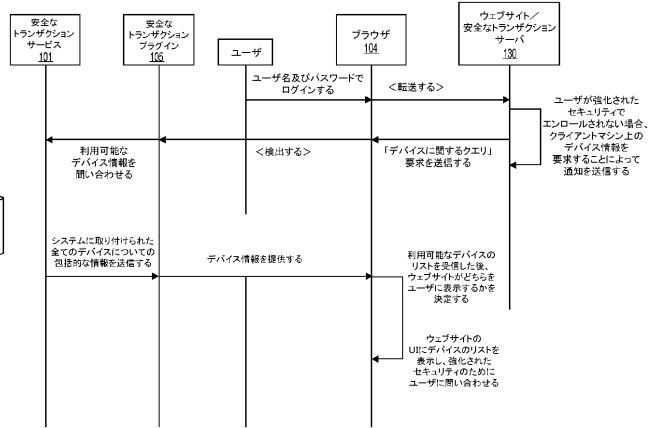 安全な
トランザクション
サービス
101
安全な
トランザクション
プラグイン
105
ユーザ
ブラウザ
104
ウェブサイト／
安全なトランザクション
サーバ
130
ユーザ名及びパスワードで
ログインする
＜転送する＞
ユーザが強化された
セキュリティで
エンロールされない場合、
クライアントマシン上の
デバイス情報を
要求することによって
通知を送信する
「デバイスに関するクエリ」
要求を送信する
＜検出する＞
利用可能な
デバイス情報を
問い合わせる
システムに取り付けられた
全てのデバイスについての
包括的な情報を送信する
デバイス情報を提供する
利用可能なデバイスの
リストを受信した後、
ウェブサイトがどちらを
ユーザに表示するかを
決定する
ウェブサイトの
UIにデバイスのリストを
表示し、強化された
セキュリティのために
ユーザに問い合わせる